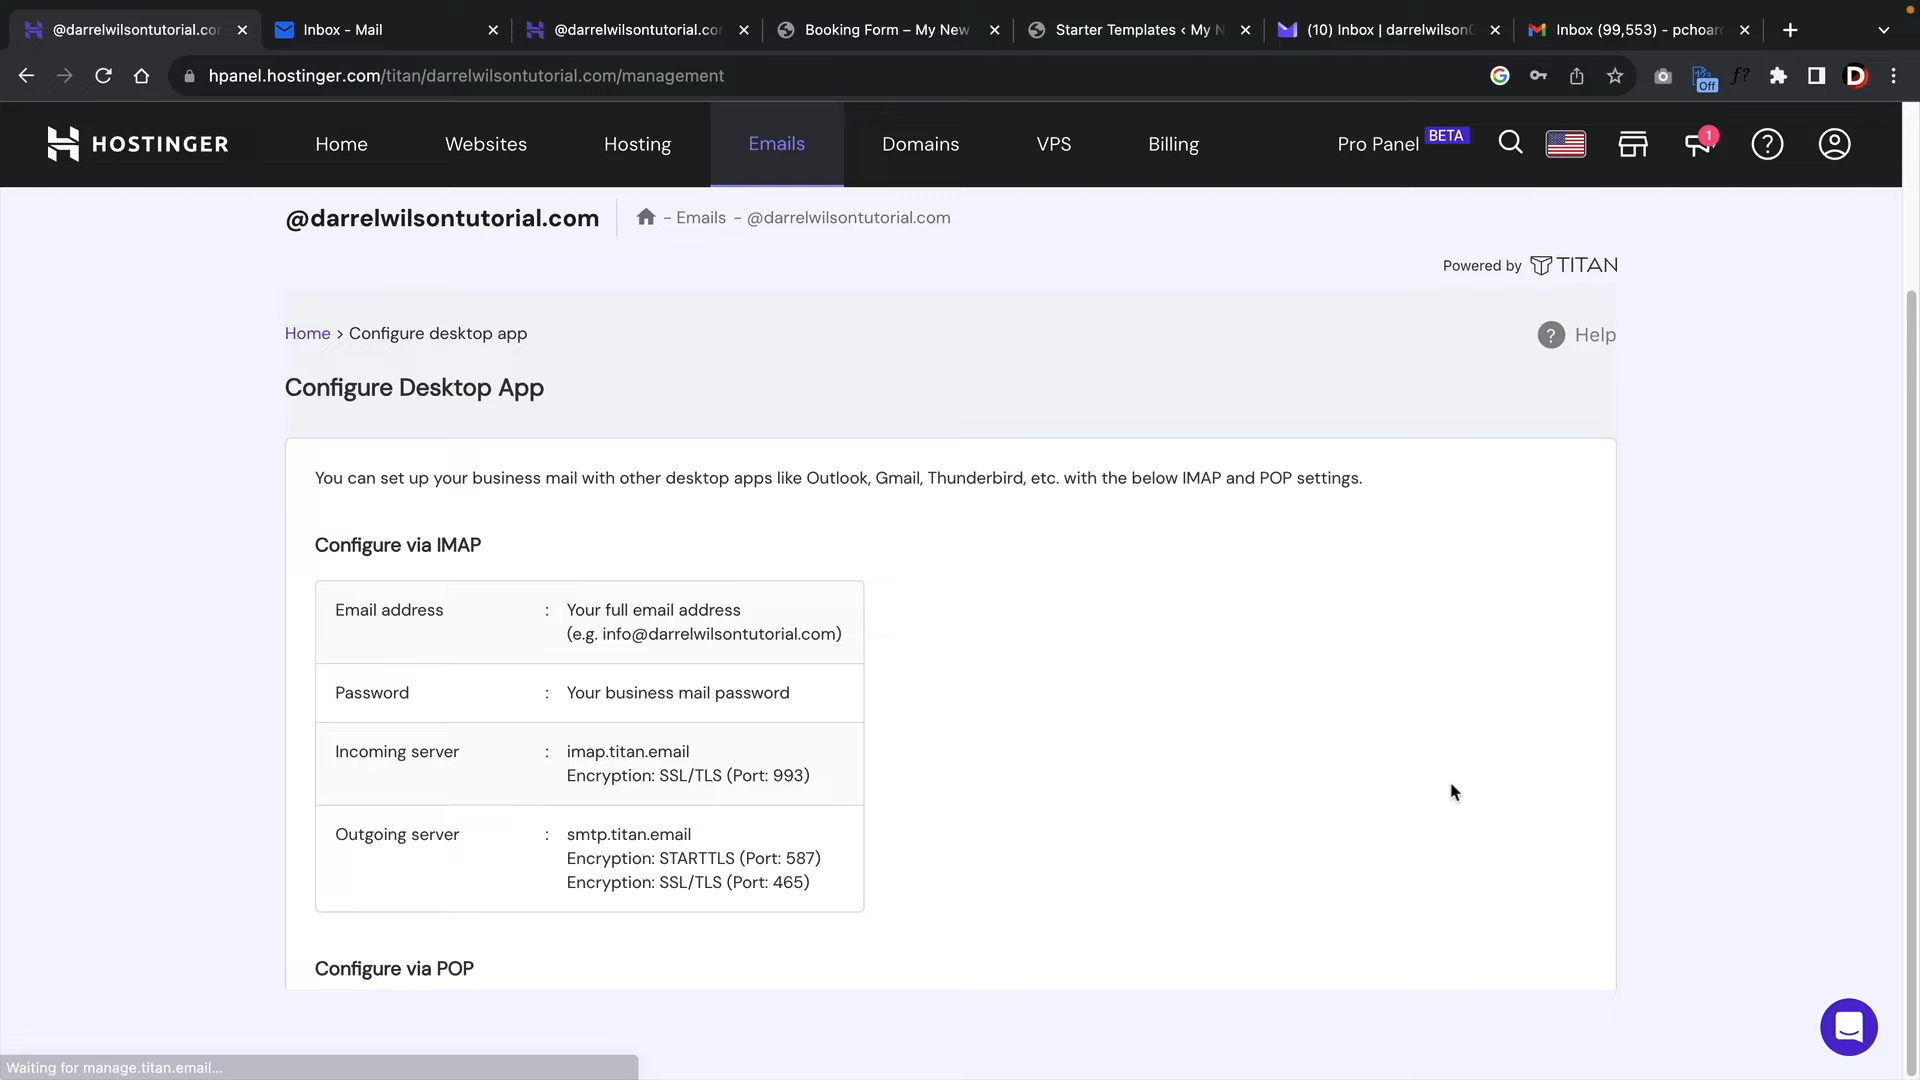 @darrelwilsontutorial.cor
Inbox - Mail
@darrelwilsontutorial.cor
Booking Form – My New
Starter Templates ‹ My N
(10) Inbox | darrelwilson0
Inbox (99,553) - pchoar
hpanel.hostinger.com/titan/darrelwilsontutorial.com/management
Off
f?
D
HOSTINGER
Home
Websites
Hosting
Emails
Domains
VPS
Billing
Pro Panel
BETA
1
@darrelwilsontutorial.com
- Emails - @darrelwilsontutorial.com
Powered by TITAN
Home > Configure desktop app
? Help
Configure Desktop App
You can set up your business mail with other desktop apps like Outlook, Gmail, Thunderbird, etc. with the below IMAP and POP settings.
Configure via IMAP
Email address : Your full email address
(e.g. info@darrelwilsontutorial.com)
Password : Your business mail password
Incoming server : imap.titan.email
Encryption: SSL/TLS (Port: 993)
Outgoing server : smtp.titan.email
Encryption: STARTTLS (Port: 587)
Encryption: SSL/TLS (Port: 465)
Configure via POP
Waiting for manage.titan.email...